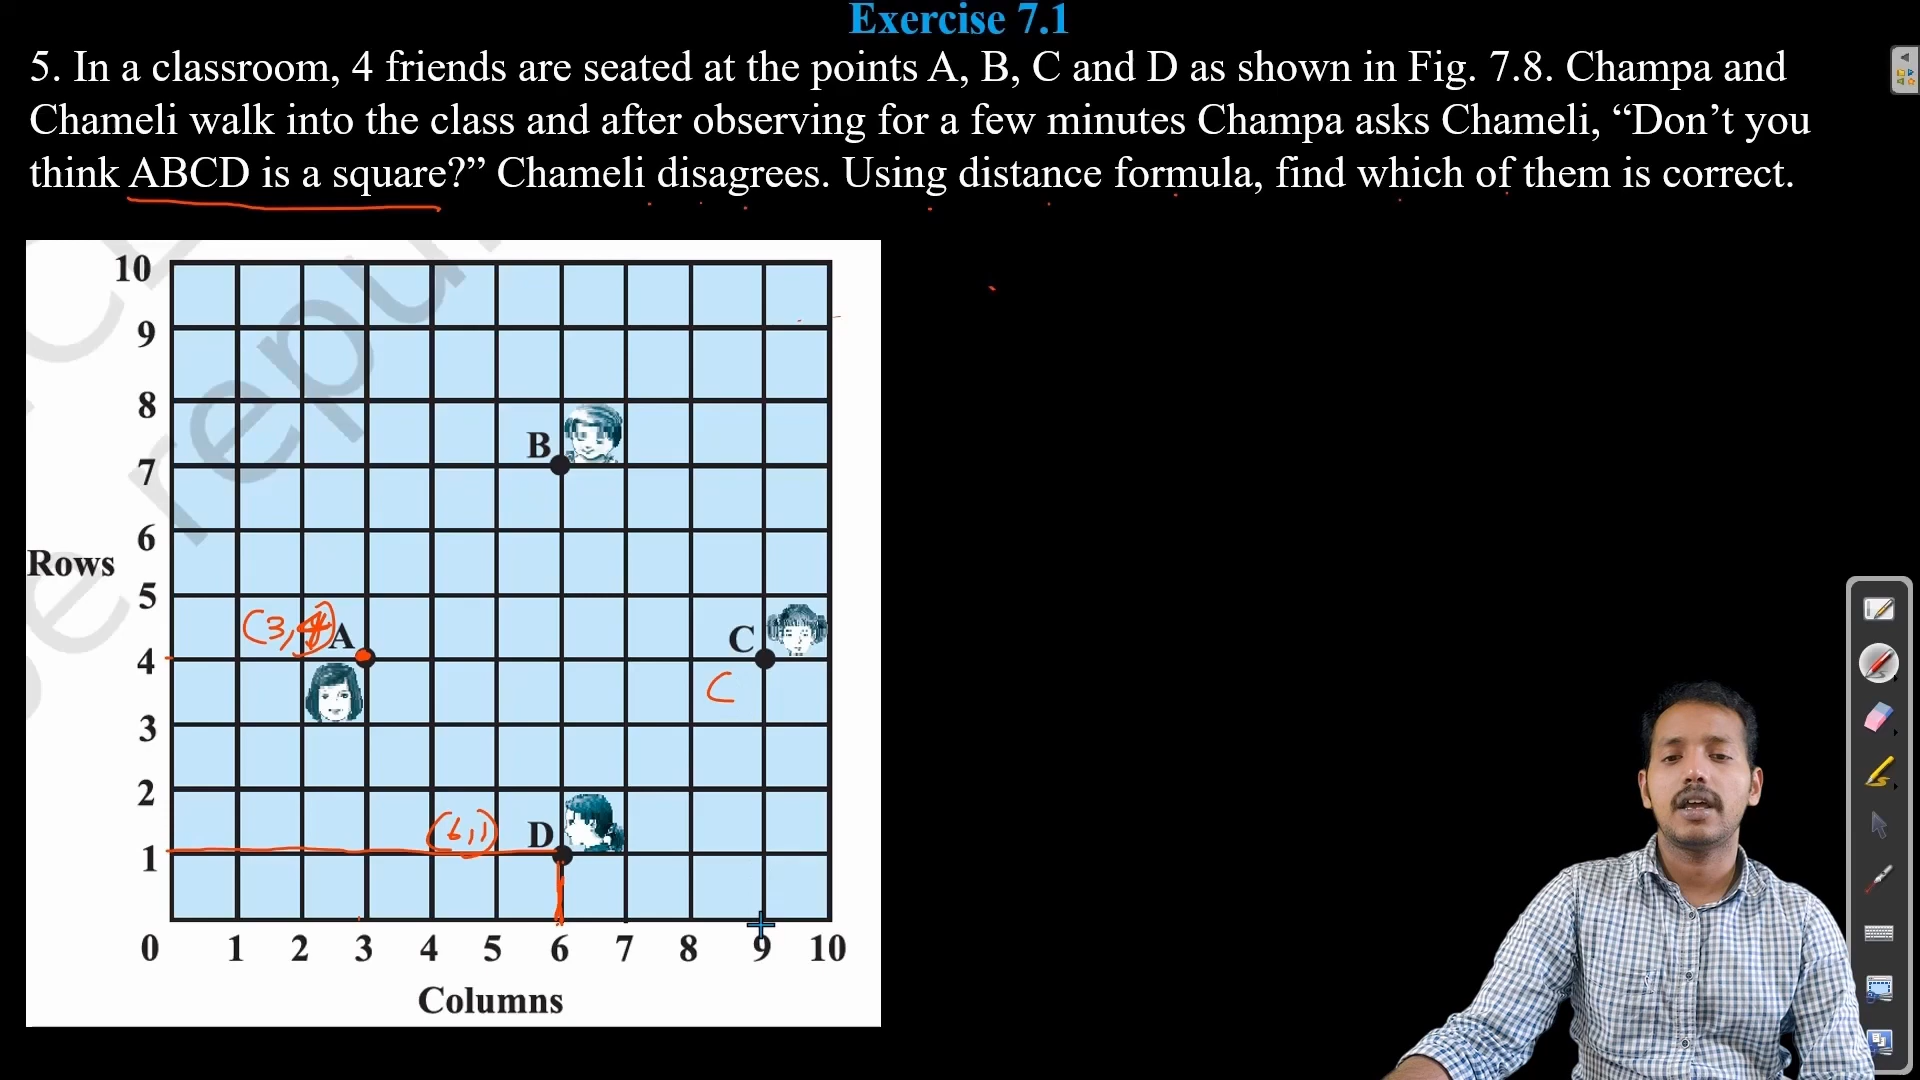 Exercise 7.1
5. In a classroom, 4 friends are seated at the points A, B, C and D as shown in Fig. 7.8. Champa and
Chameli walk into the class and after observing for a few minutes Champa asks Chameli, “Don’t you
think ABCD is a square?” Chameli disagrees. Using distance formula, find which of them is correct.
10
9
8
B
7
6
Rows
5
(3,4)
A
C
4
(
3
2
(6,1)
D
1
0 1 2 3 4 5 6 7 8 9 10
Columns